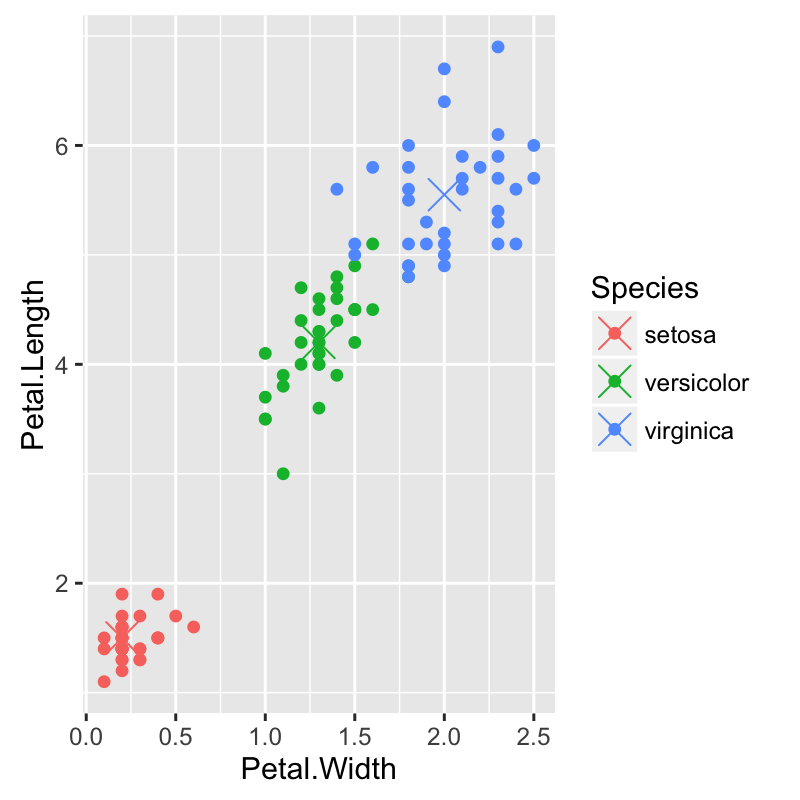 6
4
2
Petal.Length
0.0 0.5 1.0 1.5 2.0 2.5
Petal.Width
Species
setosa
versicolor
virginica